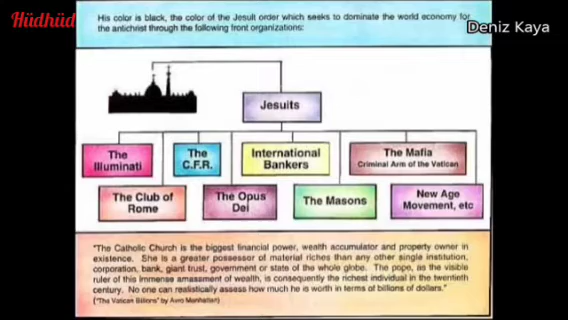 Hüdhüd
Deniz Kaya
His color is black, the color of the Jesuit order which seeks to dominate the world economy for
the antichrist through the following front organizations:
Jesuits
The
Illuminati
The
C.F.R.
International
Bankers
The Mafia
Criminal Arm of the Vatican
The Club of
Rome
The Opus
Dei
The Masons
New Age
Movement, etc
"The Catholic Church is the biggest financial power, wealth accumulator and property owner in
existence. She is a greater possessor of material riches than any other single institution,
corporation, bank, giant trust, government or state of the whole globe. The pope, as the visible
ruler of this immense amassment of wealth, is consequently the richest individual in the twentieth
century. No one can realistically assess how much he is worth in terms of billions of dollars."
("The Vatican Billions" by Avro Manhattan)